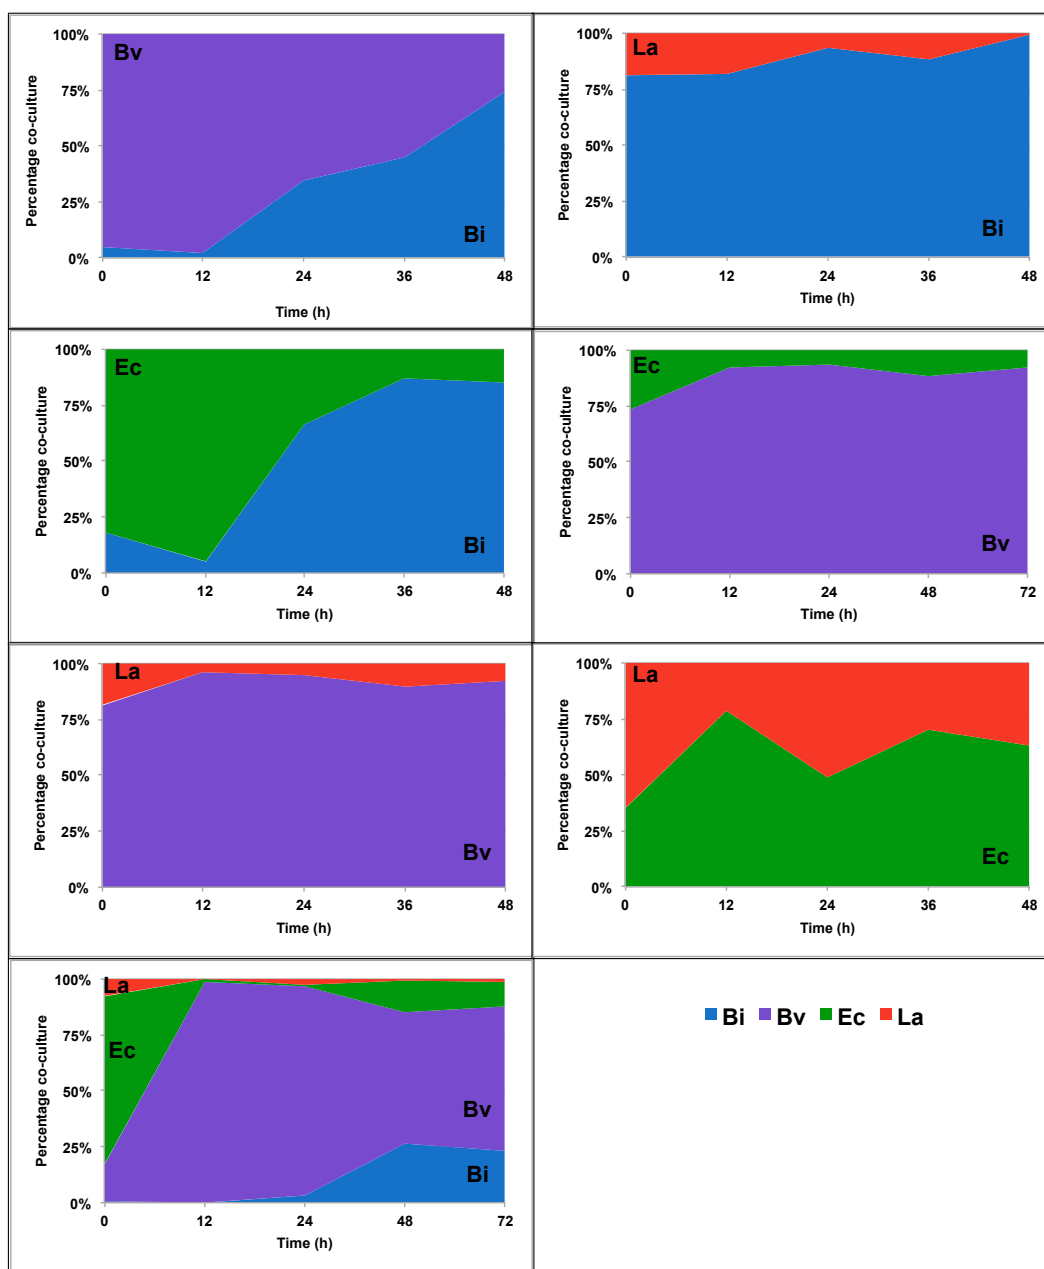 100%
75%
50%
25%
0%
Percentage co-culture
Bv
Bi
0 12 24 36 48
Time (h)
100%
75%
50%
25%
0%
Percentage co-culture
La
Bi
0 12 24 36 48
Time (h)
100%
75%
50%
25%
0%
Percentage co-culture
Ec
Bi
0 12 24 36 48
Time (h)
100%
75%
50%
25%
0%
Percentage co-culture
Ec
Bv
0 12 24 48 72
Time (h)
100%
75%
50%
25%
0%
Percentage co-culture
La
Bv
0 12 24 36 48
Time (h)
100%
75%
50%
25%
0%
Percentage co-culture
La
Ec
0 12 24 36 48
Time (h)
100%
75%
50%
25%
0%
Percentage co-culture
La
Ec
Bv
Bi
0 12 24 48 72
Time (h)
Bi Bv Ec La